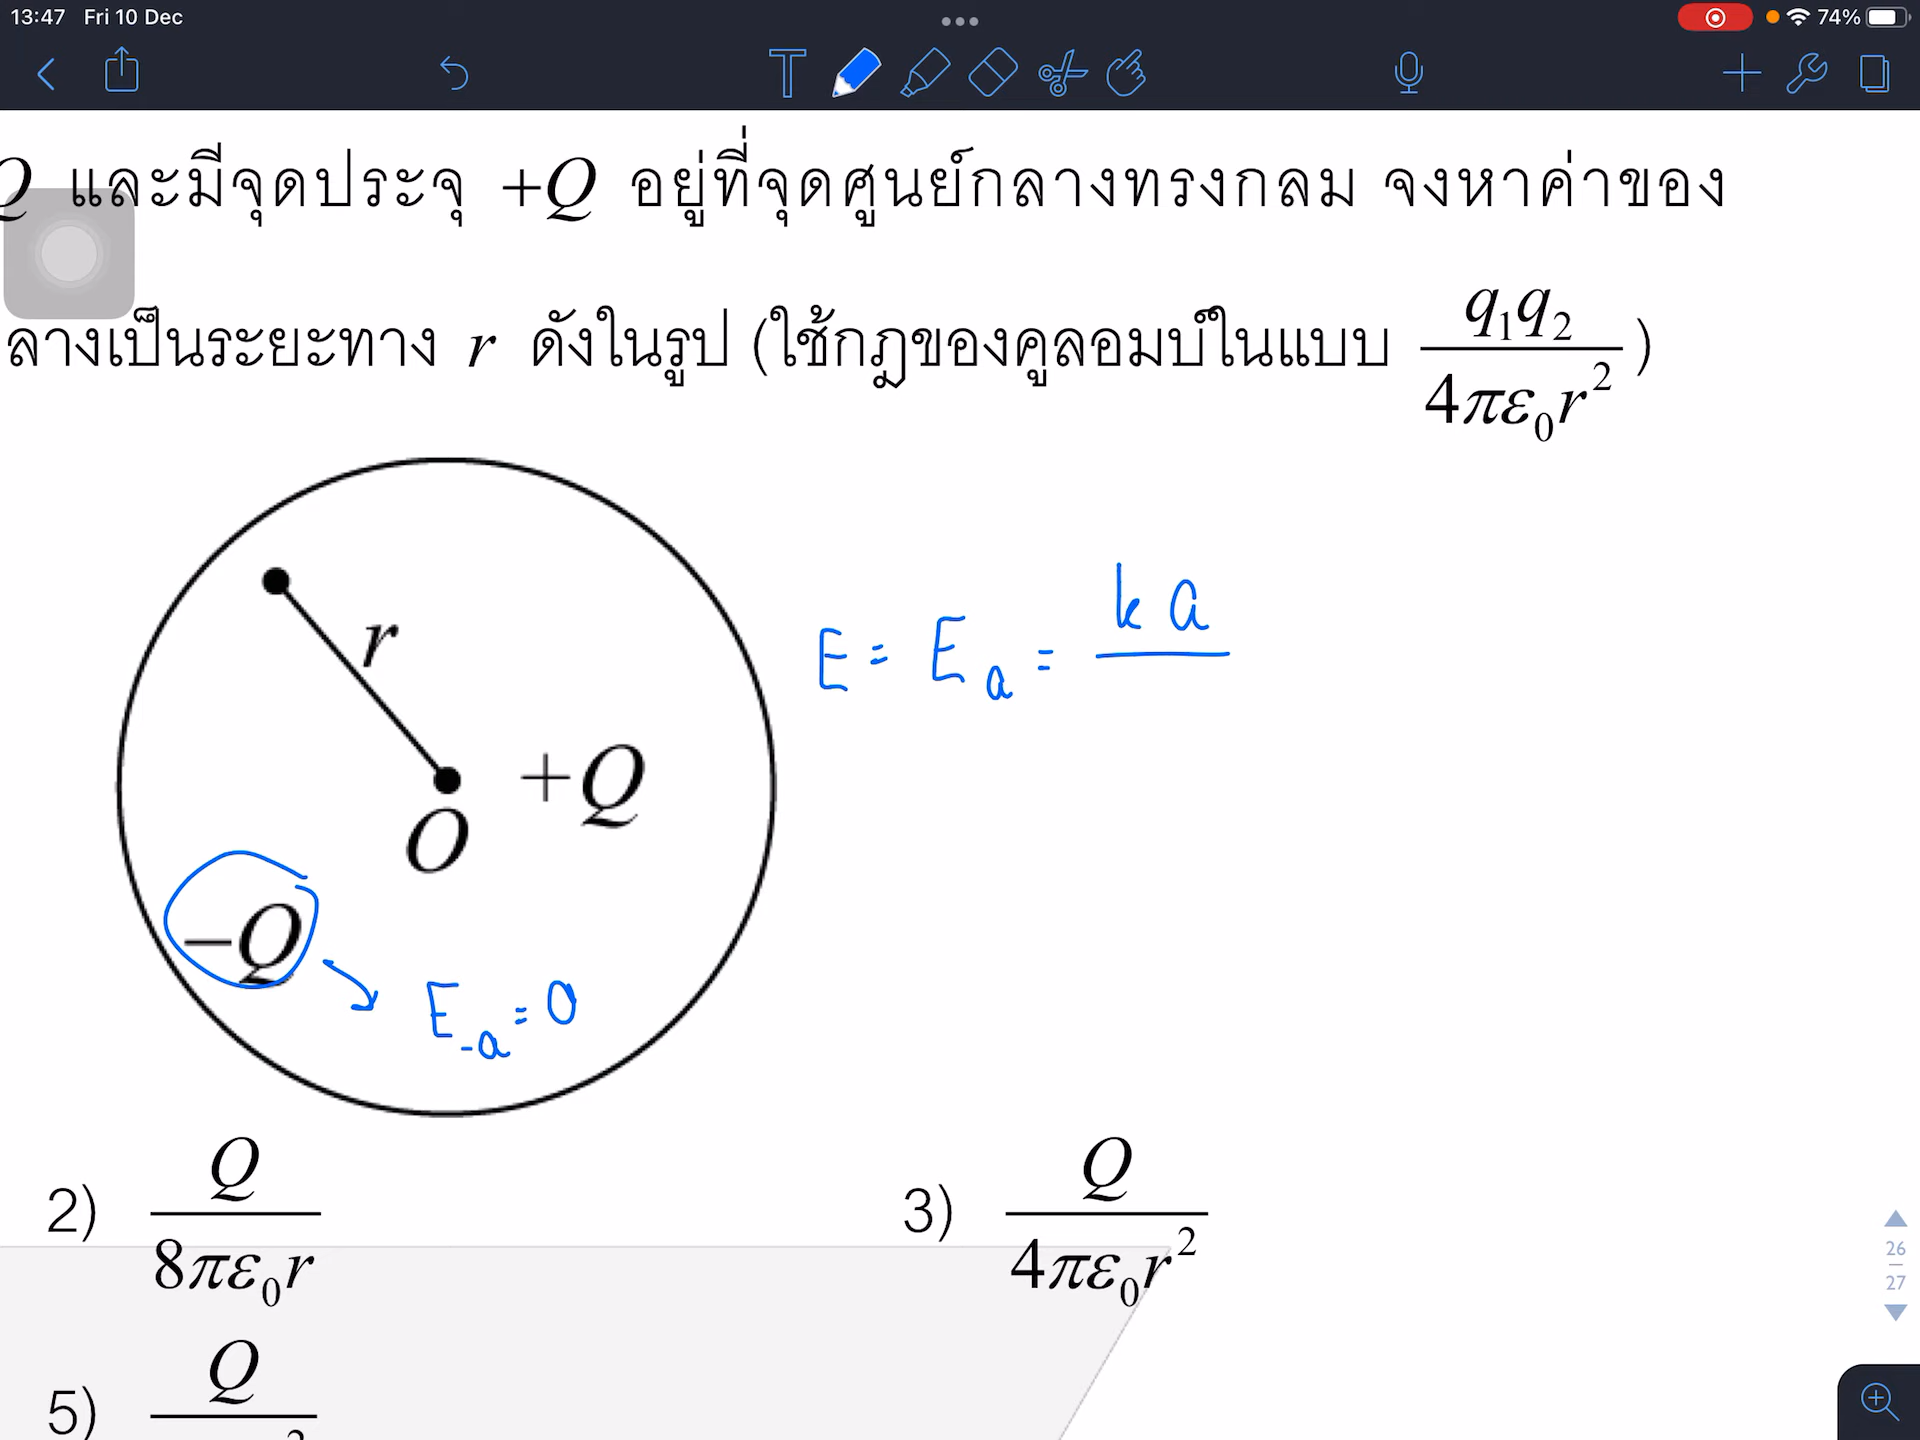 13:47 Fri 10 Dec 74%
Q และมีจุดประจุ +Q อยู่ที่จุดศูนย์กลางทรงกลม จงหาค่าของ
ลางเป็นระยะทาง r ดังในรูป (ใช้กฎของคูลอมบ์ในแบบ q₁q₂ / 4πε₀r²)
r
E = E_Q = kQ
+Q
O
−Q
E_-Q = 0
2) Q / 8πε₀r 3) Q / 4πε₀r²
26
27
5) Q